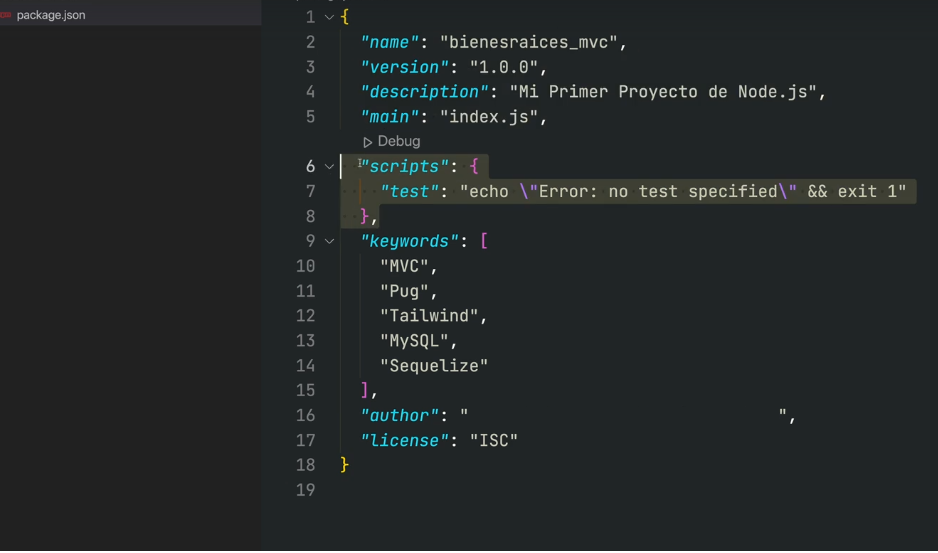 package.json
1 {
2 "name": "bienesraices_mvc",
3 "version": "1.0.0",
4 "description": "Mi Primer Proyecto de Node.js",
5 "main": "index.js",
Debug
6 "scripts": {
7 "test": "echo \"Error: no test specified\" && exit 1"
8 },
9 "keywords": [
10 "MVC",
11 "Pug",
12 "Tailwind",
13 "MySQL",
14 "Sequelize"
15 ],
16 "author": " ",
17 "license": "ISC"
18 }
19